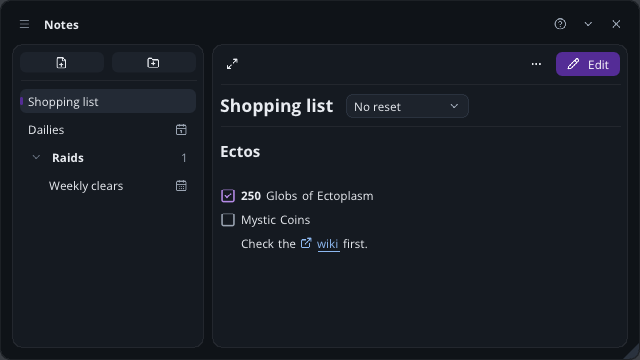 Notes
Edit
Shopping list
Dailies
Raids 1
Weekly clears
Shopping list No reset
Ectos
250 Globs of Ectoplasm
Mystic Coins
Check the wiki first.